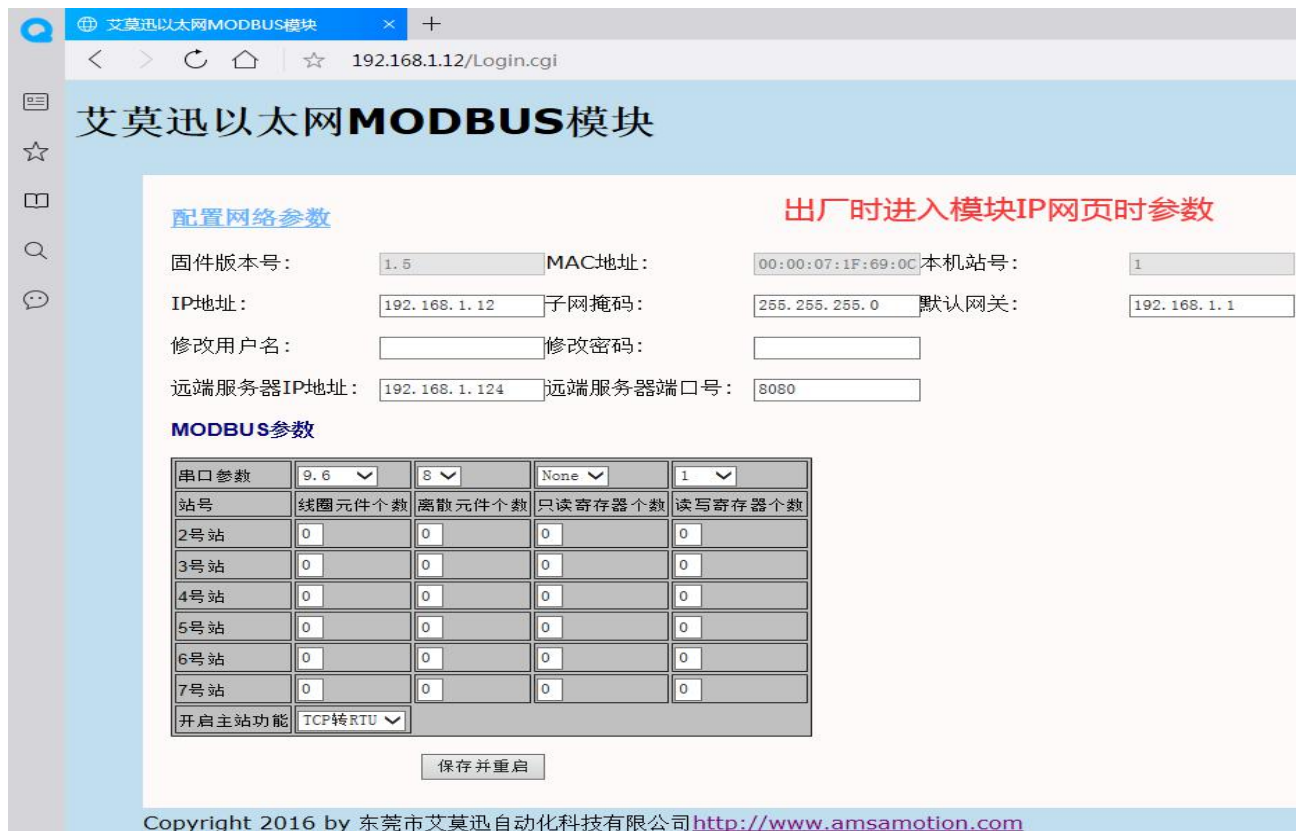 艾莫迅以太网MODBUS模块
192.168.1.12/Login.cgi
艾莫迅以太网MODBUS模块
配置网络参数 出厂时进入模块IP网页时参数
固件版本号: 1.5 MAC地址: 00:00:07:1F:69:0C 本机站号: 1
IP地址: 192.168.1.12 子网掩码: 255.255.255.0 默认网关: 192.168.1.1
修改用户名: 修改密码:
远端服务器IP地址: 192.168.1.124 远端服务器端口号: 8080
MODBUS参数
串口参数 9.6 8 None 1
站号 线圈元件个数 离散元件个数 只读寄存器个数 读写寄存器个数
2号站 0 0 0 0
3号站 0 0 0 0
4号站 0 0 0 0
5号站 0 0 0 0
6号站 0 0 0 0
7号站 0 0 0 0
开启主站功能 TCP转RTU
保存并重启
Copyright 2016 by 东莞市艾莫迅自动化科技有限公司http://www.amsamotion.com